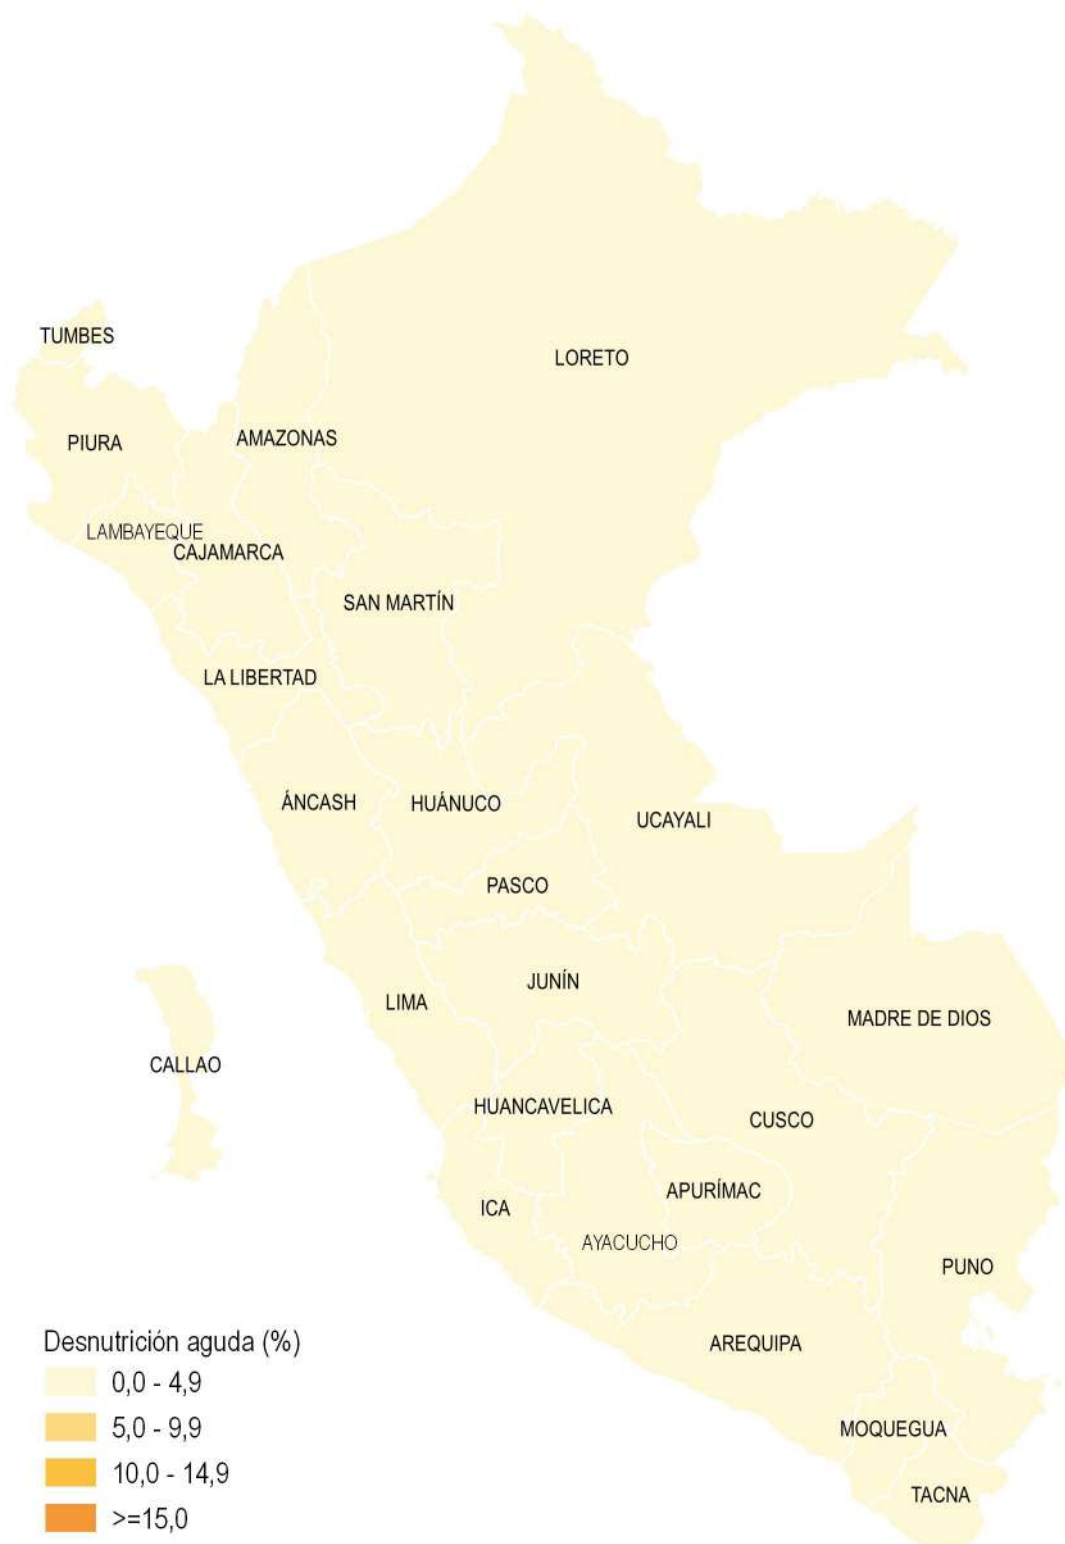 TUMBES
LORETO
PIURA
AMAZONAS
LAMBAYEQUE
CAJAMARCA
SAN MARTÍN
LA LIBERTAD
ÁNCASH
HUÁNUCO
UCAYALI
PASCO
JUNÍN
LIMA
MADRE DE DIOS
CALLAO
HUANCAVELICA
CUSCO
APURÍMAC
ICA
AYACUCHO
PUNO
AREQUIPA
MOQUEGUA
TACNA
Desnutrición aguda (%)
0,0 - 4,9
5,0 - 9,9
10,0 - 14,9
>=15,0